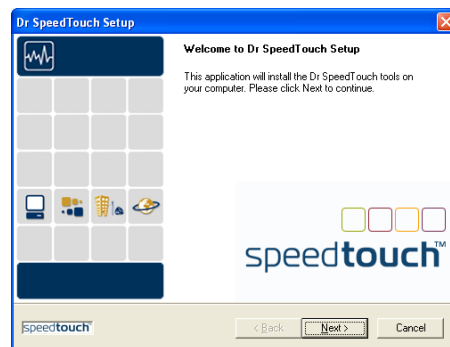 Dr SpeedTouch Setup
Welcome to Dr SpeedTouch Setup
This application will install the Dr SpeedTouch tools on
your computer. Please click Next to continue.
speedtouch™
speedtouch™
< Back
Next >
Cancel